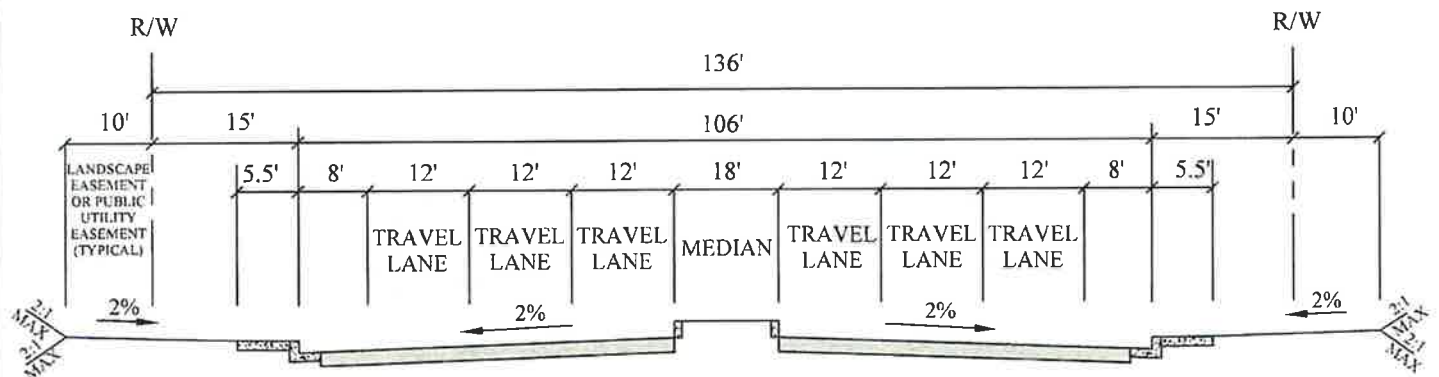 R/W R/W
136'
10' 15' 106' 15' 10'
LANDSCAPE
EASEMENT
OR PUBLIC
UTILITY
EASEMENT
(TYPICAL)
5.5' 8' 12' 12' 12' 18' 12' 12' 12' 8' 5.5'
TRAVEL TRAVEL TRAVEL MEDIAN TRAVEL TRAVEL TRAVEL
LANE LANE LANE LANE LANE LANE
2% 2% 2% 2%
2:1
MAX
2:1
MAX
2:1
MAX
2:1
MAX